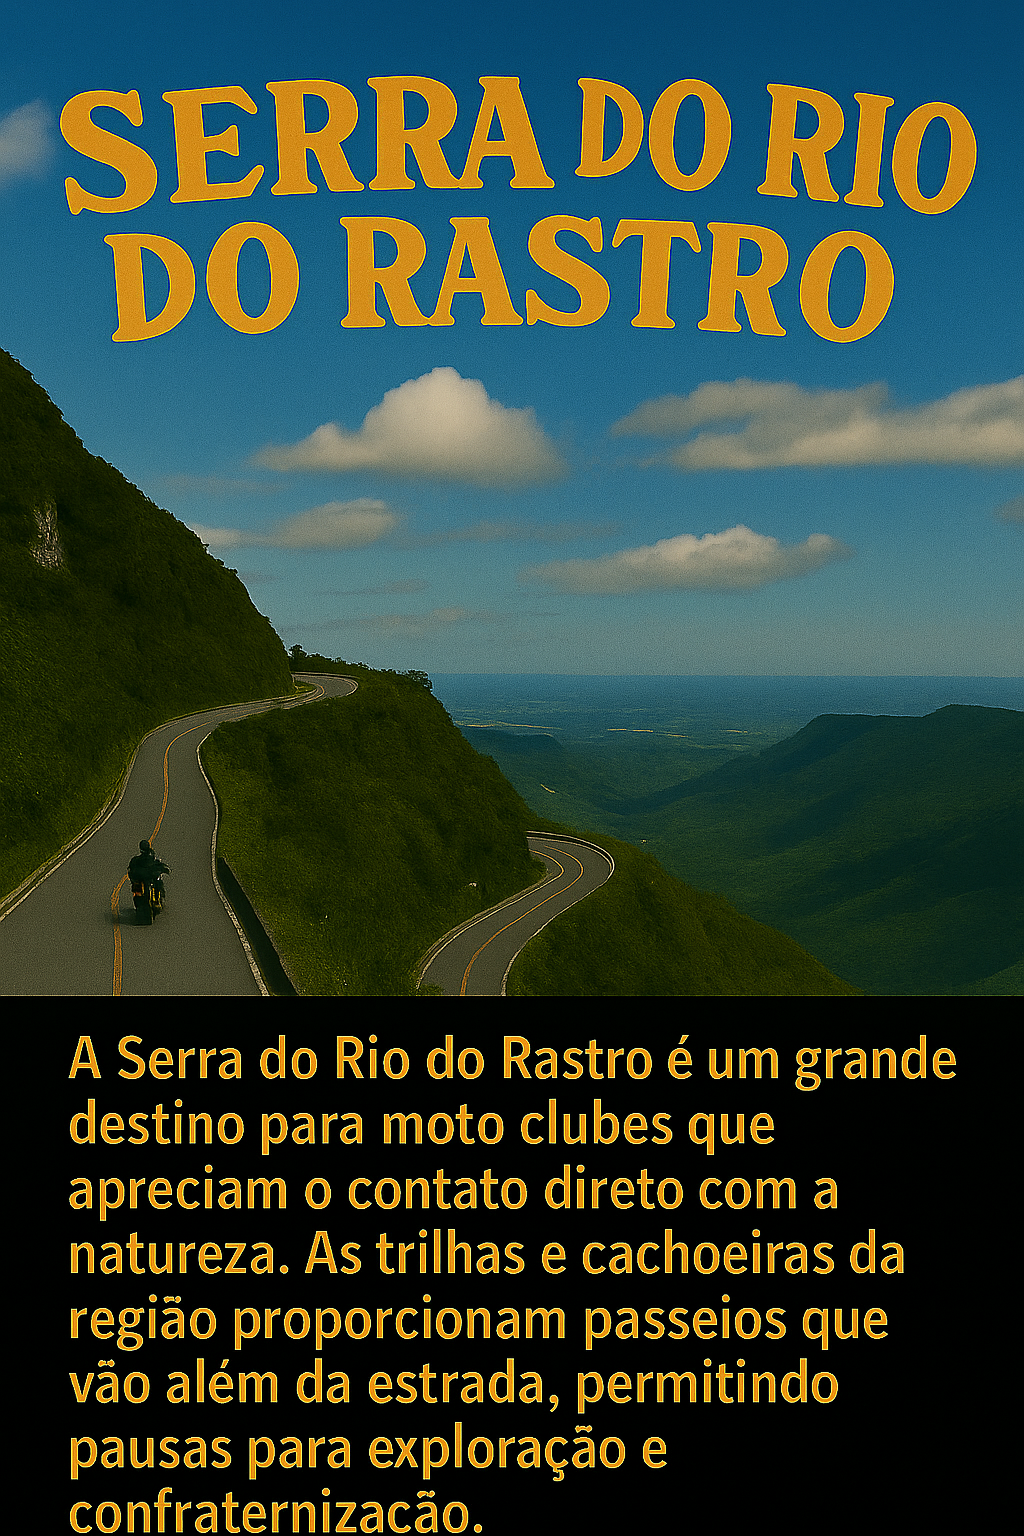 SERRA DO RIO
DO RASTRO
A Serra do Rio do Rastro é um grande
destino para moto clubes que
apreciam o contato direto com a
natureza. As trilhas e cachoeiras da
região proporcionam passeios que
vão além da estrada, permitindo
pausas para exploração e
confraternização.